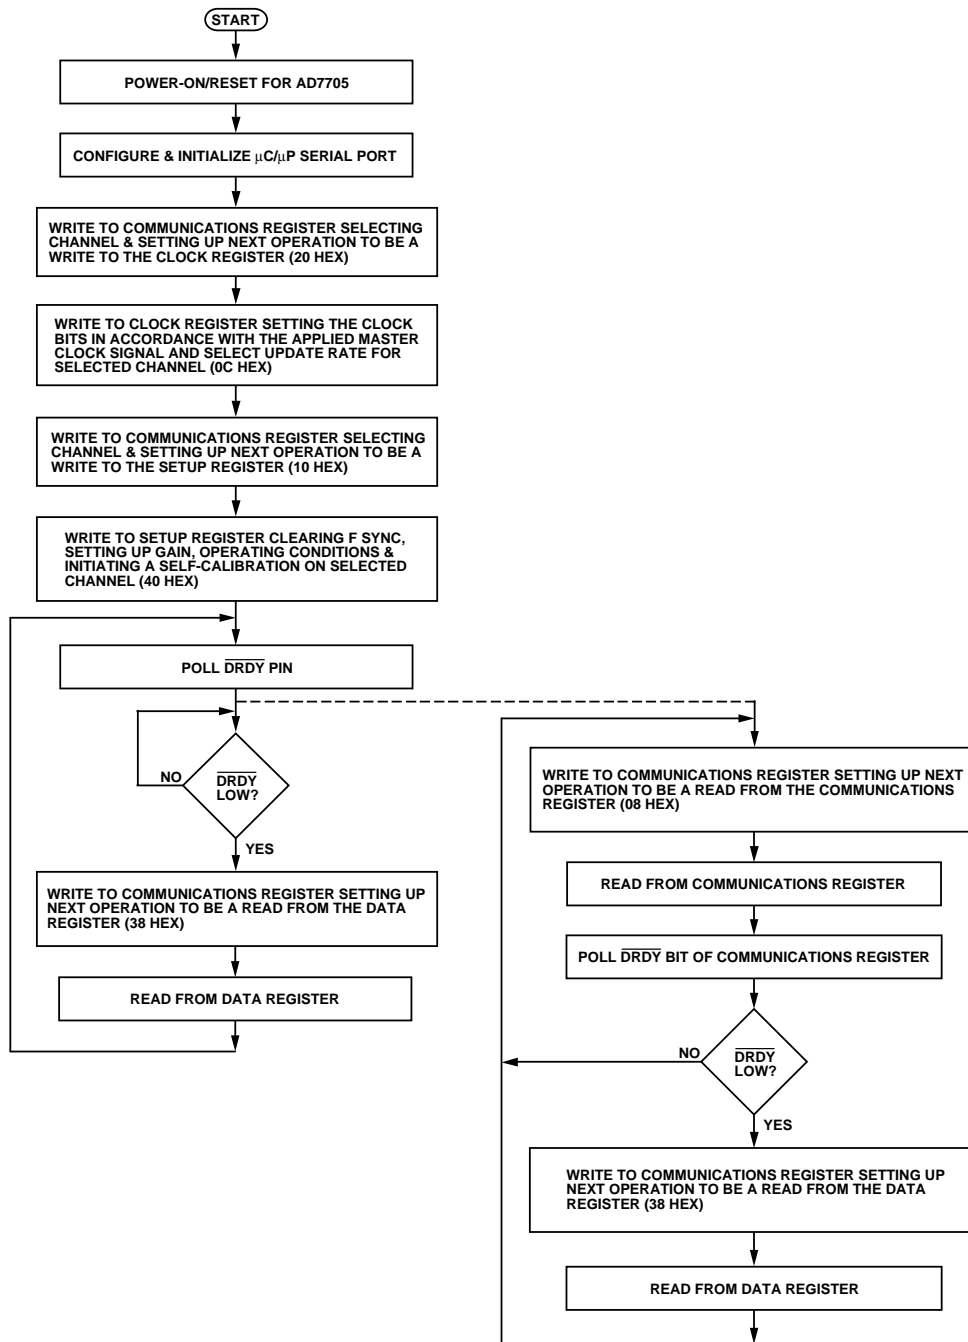 START
POWER-ON/RESET FOR AD7705
CONFIGURE & INITIALIZE μC/μP SERIAL PORT
WRITE TO COMMUNICATIONS REGISTER SELECTING
CHANNEL & SETTING UP NEXT OPERATION TO BE A
WRITE TO THE CLOCK REGISTER (20 HEX)
WRITE TO CLOCK REGISTER SETTING THE CLOCK
BITS IN ACCORDANCE WITH THE APPLIED MASTER
CLOCK SIGNAL AND SELECT UPDATE RATE FOR
SELECTED CHANNEL (0C HEX)
WRITE TO COMMUNICATIONS REGISTER SELECTING
CHANNEL & SETTING UP NEXT OPERATION TO BE A
WRITE TO THE SETUP REGISTER (10 HEX)
WRITE TO SETUP REGISTER CLEARING F SYNC,
SETTING UP GAIN, OPERATING CONDITIONS &
INITIATING A SELF-CALIBRATION ON SELECTED
CHANNEL (40 HEX)
POLL D̅R̅D̅Y̅ PIN
NO
D̅R̅D̅Y̅
LOW?
YES
WRITE TO COMMUNICATIONS REGISTER SETTING UP
NEXT OPERATION TO BE A READ FROM THE DATA
REGISTER (38 HEX)
READ FROM DATA REGISTER
WRITE TO COMMUNICATIONS REGISTER SETTING UP NEXT
OPERATION TO BE A READ FROM THE COMMUNICATIONS
REGISTER (08 HEX)
READ FROM COMMUNICATIONS REGISTER
POLL D̅R̅D̅Y̅ BIT OF COMMUNICATIONS REGISTER
NO
D̅R̅D̅Y̅
LOW?
YES
WRITE TO COMMUNICATIONS REGISTER SETTING UP
NEXT OPERATION TO BE A READ FROM THE DATA
REGISTER (38 HEX)
READ FROM DATA REGISTER